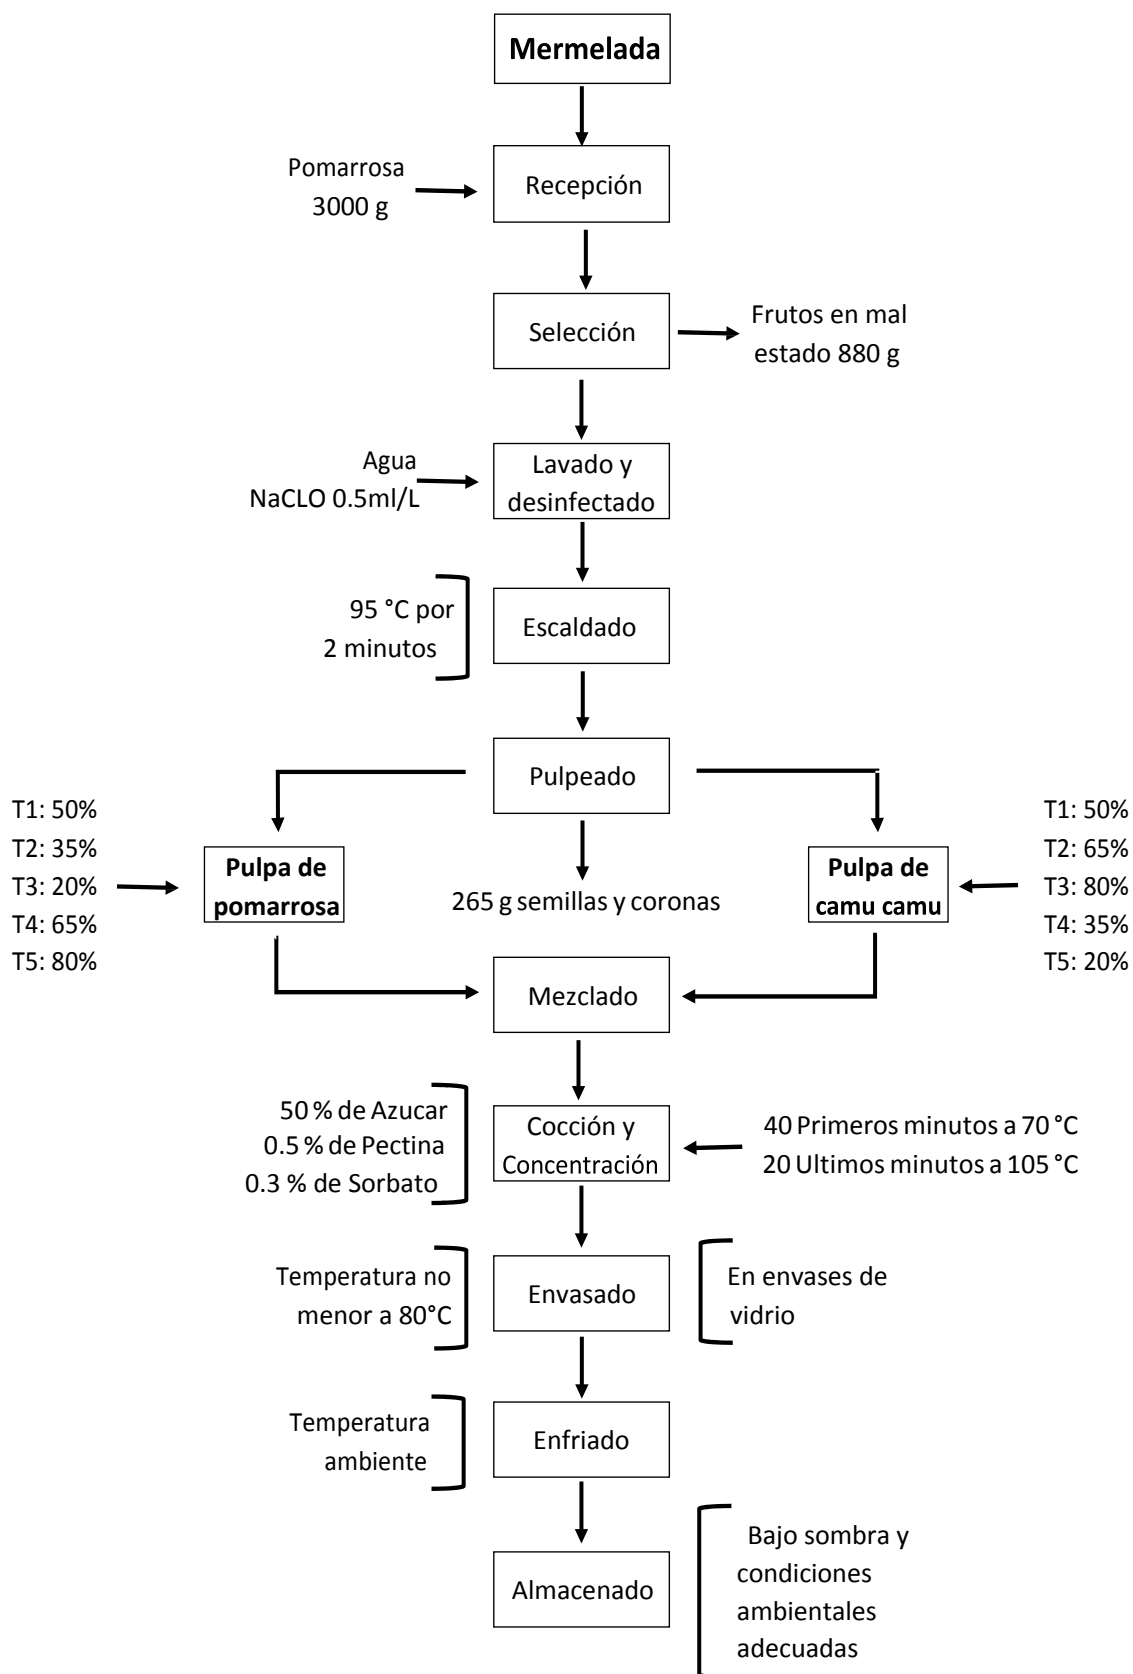 Mermelada
Pomarrosa
3000 g
Recepción
Selección
Frutos en mal
estado 880 g
Agua
NaCLO 0.5ml/L
Lavado y
desinfectado
95 °C por
2 minutos
Escaldado
Pulpeado
T1: 50%
T2: 35%
T3: 20%
T4: 65%
T5: 80%
Pulpa de
pomarrosa
265 g semillas y coronas
Pulpa de
camu camu
T1: 50%
T2: 65%
T3: 80%
T4: 35%
T5: 20%
Mezclado
50 % de Azucar
0.5 % de Pectina
0.3 % de Sorbato
Cocción y
Concentración
40 Primeros minutos a 70 °C
20 Ultimos minutos a 105 °C
Temperatura no
menor a 80°C
Envasado
En envases de
vidrio
Temperatura
ambiente
Enfriado
Almacenado
Bajo sombra y
condiciones
ambientales
adecuadas